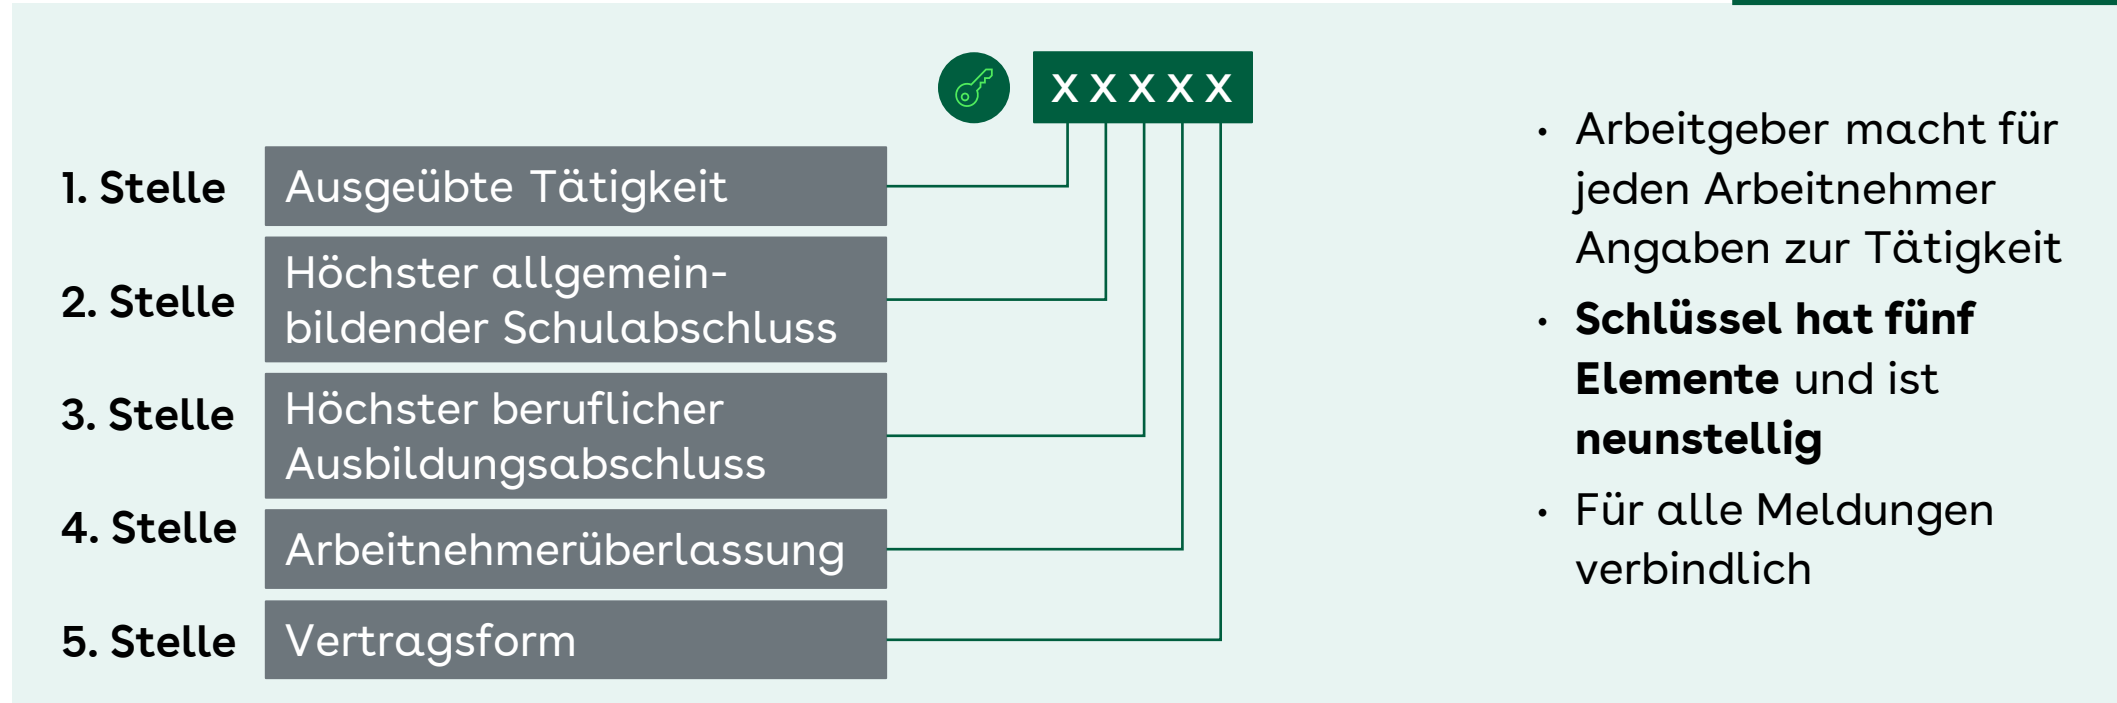 X X X X X
1. Stelle
Ausgeübte Tätigkeit
2. Stelle
Höchster allgemein-
bildender Schulabschluss
3. Stelle
Höchster beruflicher
Ausbildungsabschluss
4. Stelle
Arbeitnehmerüberlassung
5. Stelle
Vertragsform
• Arbeitgeber macht für
jeden Arbeitnehmer
Angaben zur Tätigkeit
• Schlüssel hat fünf
Elemente und ist
neunstellig
• Für alle Meldungen
verbindlich